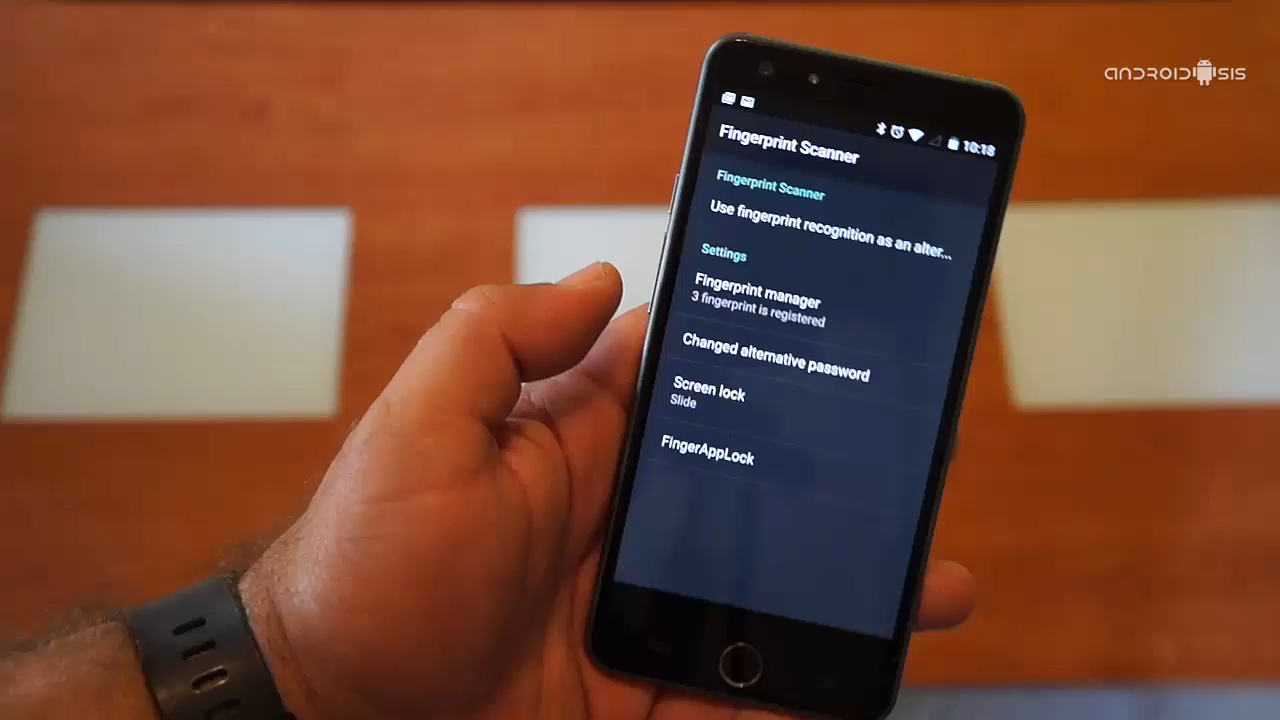 ANDROIDSIS
10:18
Fingerprint Scanner
Fingerprint Scanner
Use fingerprint recognition as an alter...
Settings
Fingerprint manager
3 fingerprint is registered
Changed alternative password
Screen lock
Slide
FingerAppLock